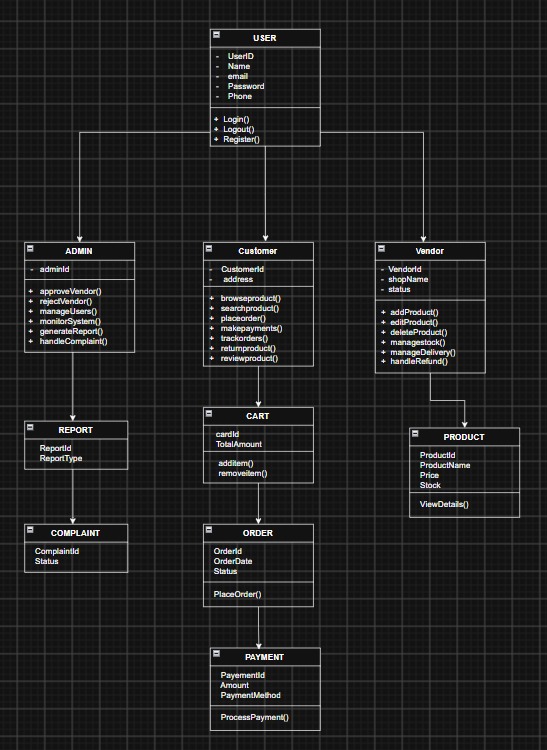 USER
- UserID
- Name
- email
- Password
- Phone
+ Login()
+ Logout()
+ Register()
ADMIN
- adminId
+ approveVendor()
+ rejectVendor()
+ manageUsers()
+ monitorSystem()
+ generateReport()
+ handleComplaint()
Customer
- CustomerId
- address
+ browseproduct()
+ searchproduct()
+ placeorder()
+ makepayments()
+ trackorders()
+ returnproduct()
+ reviewproduct()
Vendor
- VendorId
- shopName
- status
+ addProduct()
+ editProduct()
+ deleteProduct()
+ managestock()
+ manageDelivery()
+ handleRefund()
REPORT
ReportId
ReportType
CART
cardId
TotalAmount
additem()
removeitem()
PRODUCT
ProductId
ProductName
Price
Stock
ViewDetails()
COMPLAINT
ComplaintId
Status
ORDER
OrderId
OrderDate
Status
PlaceOrder()
PAYMENT
PayementId
Amount
PaymentMethod
ProcessPayment()